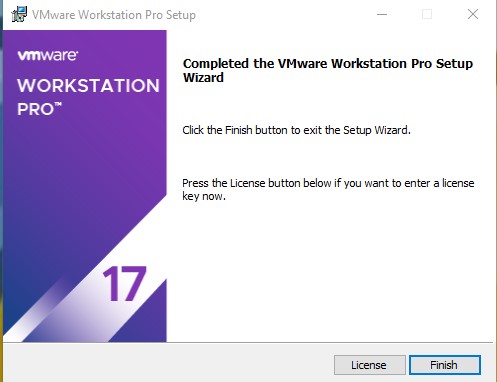 VMware Workstation Pro Setup
vmware®
WORKSTATION
PRO™
17
Completed the VMware Workstation Pro Setup
Wizard
Click the Finish button to exit the Setup Wizard.
Press the License button below if you want to enter a license
key now.
License
Finish